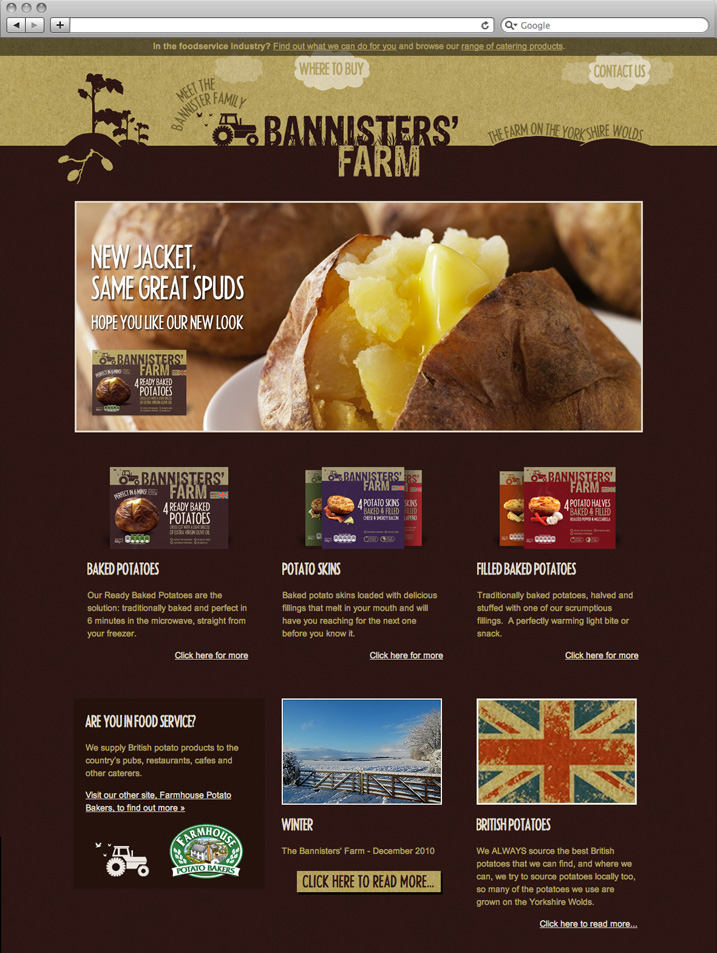 Google
In the foodservice industry? Find out what we can do for you and browse our range of catering products.
MEET THE
BANNISTER FAMILY
WHERE TO BUY
CONTACT US
BANNISTERS'
FARM
THE FARM ON THE YORKSHIRE WOLDS
NEW JACKET,
SAME GREAT SPUDS
HOPE YOU LIKE OUR NEW LOOK
BANNISTERS'
FARM
PERFECT IN 6 MINS!
4 READY BAKED
POTATOES
BANNISTERS'
FARM
PERFECT IN 6 MINS!
4 READY BAKED
POTATOES
BANNISTERS'
FARM
4 POTATO SKINS
BAKED & FILLED
CHEESE & SMOKEY BACON
BANNISTERS'
FARM
4 POTATO HALVES
BAKED & FILLED
ROASTED PEPPER & MOZZARELLA
BAKED POTATOES
Our Ready Baked Potatoes are the
solution: traditionally baked and perfect in
6 minutes in the microwave, straight from
your freezer.
Click here for more
POTATO SKINS
Baked potato skins loaded with delicious
fillings that melt in your mouth and will
have you reaching for the next one
before you know it.
Click here for more
FILLED BAKED POTATOES
Traditionally baked potatoes, halved and
stuffed with one of our scrumptious
fillings. A perfectly warming light bite or
snack.
Click here for more
ARE YOU IN FOOD SERVICE?
We supply British potato products to the
country's pubs, restaurants, cafes and
other caterers.
Visit our other site, Farmhouse Potato
Bakers, to find out more »
FARMHOUSE
POTATO BAKERS
WINTER
The Bannisters' Farm - December 2010
CLICK HERE TO READ MORE...
BRITISH POTATOES
We ALWAYS source the best British
potatoes that we can find, and where we
can, we try to source potatoes locally too,
so many of the potatoes we use are
grown on the Yorkshire Wolds.
Click here to read more...